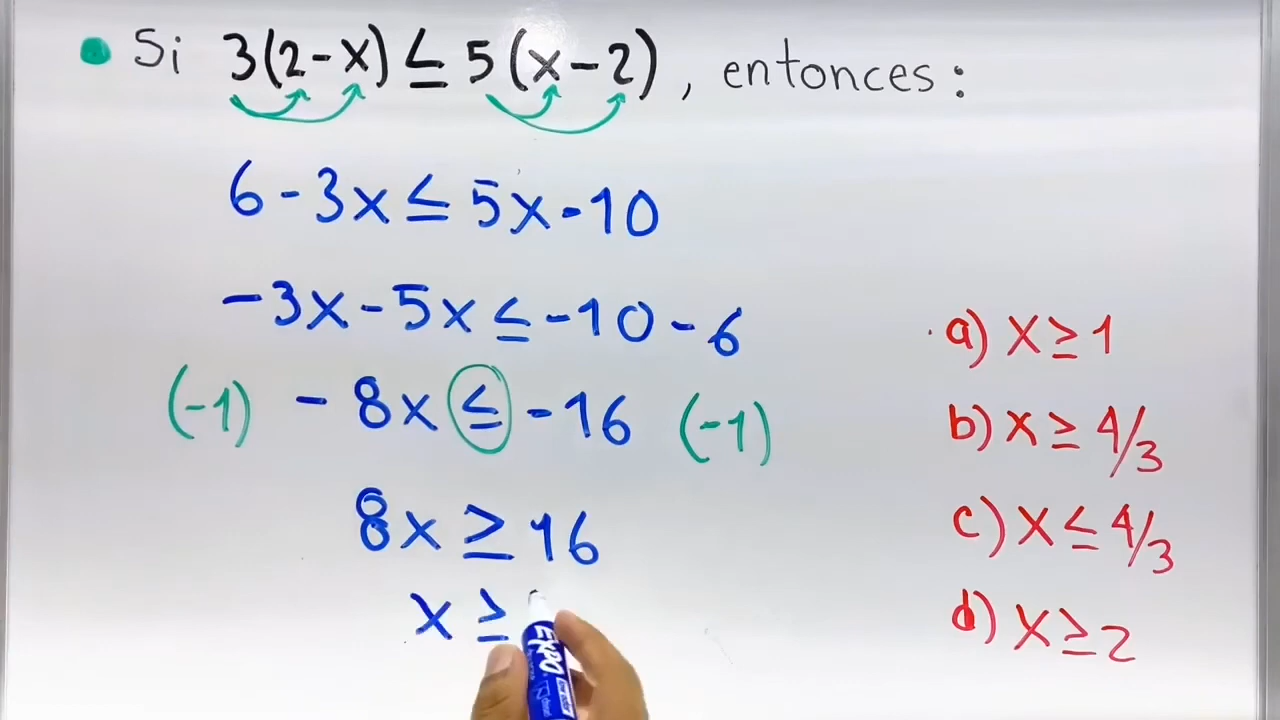 Si 3(2-x) ≤ 5(x-2), entonces:
6-3x ≤ 5x-10
-3x-5x ≤ -10-6
(-1) -8x ≤ -16 (-1)
8x ≥ 16
x ≥
a) x ≥ 1
b) x ≥ 4/3
c) x ≤ 4/3
d) x ≥ 2
EXPO